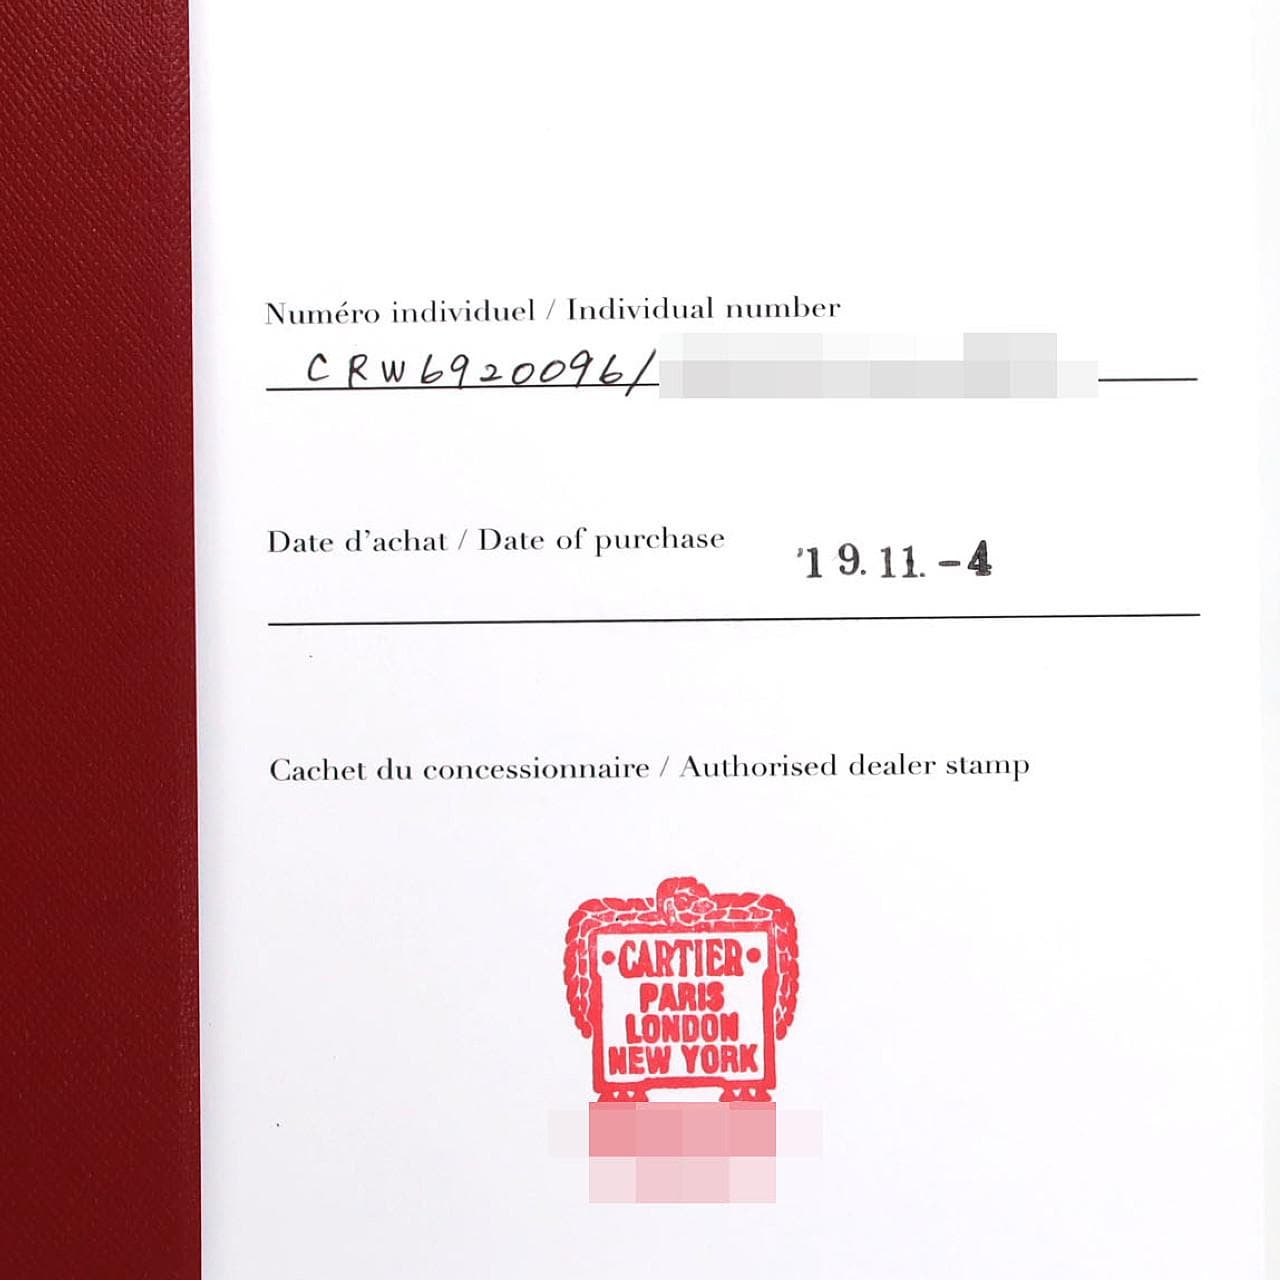 Numéro individuel / Individual number
CRW6920096/
Date d'achat / Date of purchase
'19.11.-4
Cachet du concessionnaire / Authorised dealer stamp
•CARTIER•
PARIS
LONDON
NEW YORK